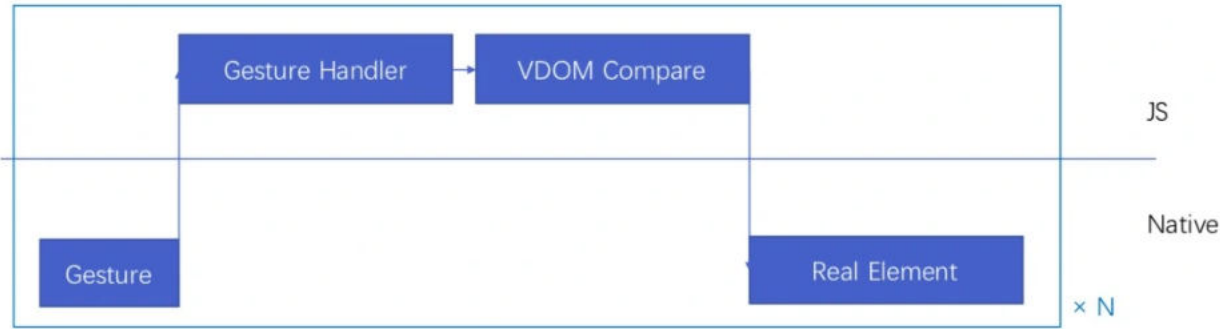 Gesture Handler
VDOM Compare
JS
Native
Gesture
Real Element
× N